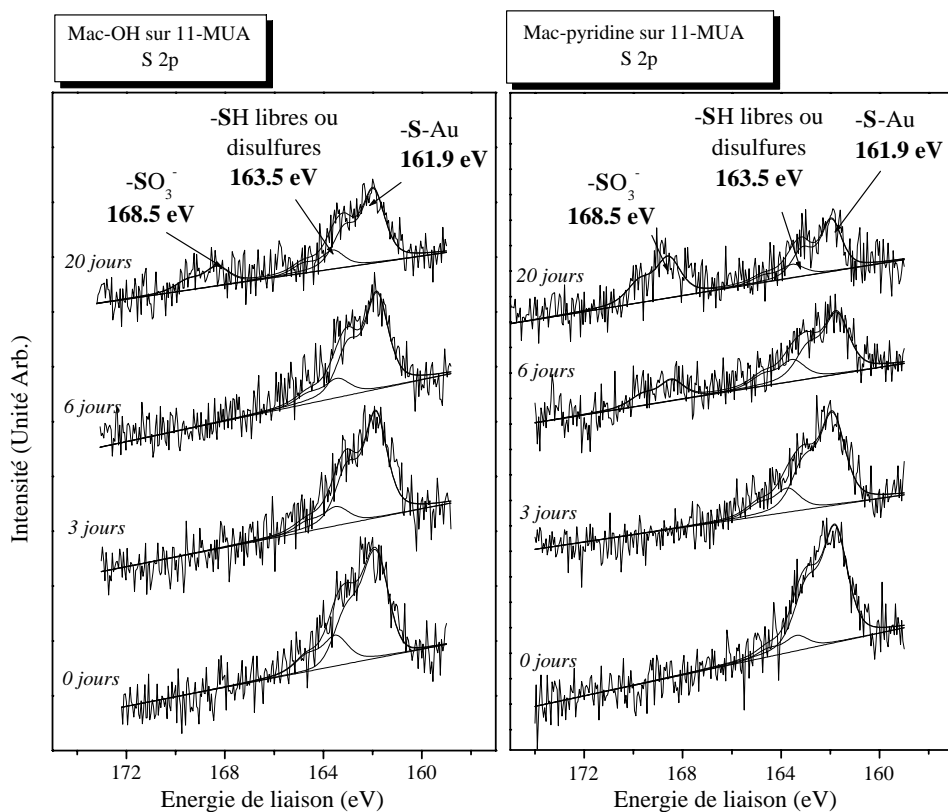 Mac-OH sur 11-MUA
S 2p
-SH libres ou
disulfures
163.5 eV
-S-Au
161.9 eV
-SO3-
168.5 eV
20 jours
6 jours
3 jours
0 jours
172
168
164
160
Energie de liaison (eV)
Intensité (Unité Arb.)
Mac-pyridine sur 11-MUA
S 2p
-SH libres ou
disulfures
163.5 eV
-S-Au
161.9 eV
-SO3-
168.5 eV
20 jours
6 jours
3 jours
0 jours
172
168
164
160
Energie de liaison (eV)